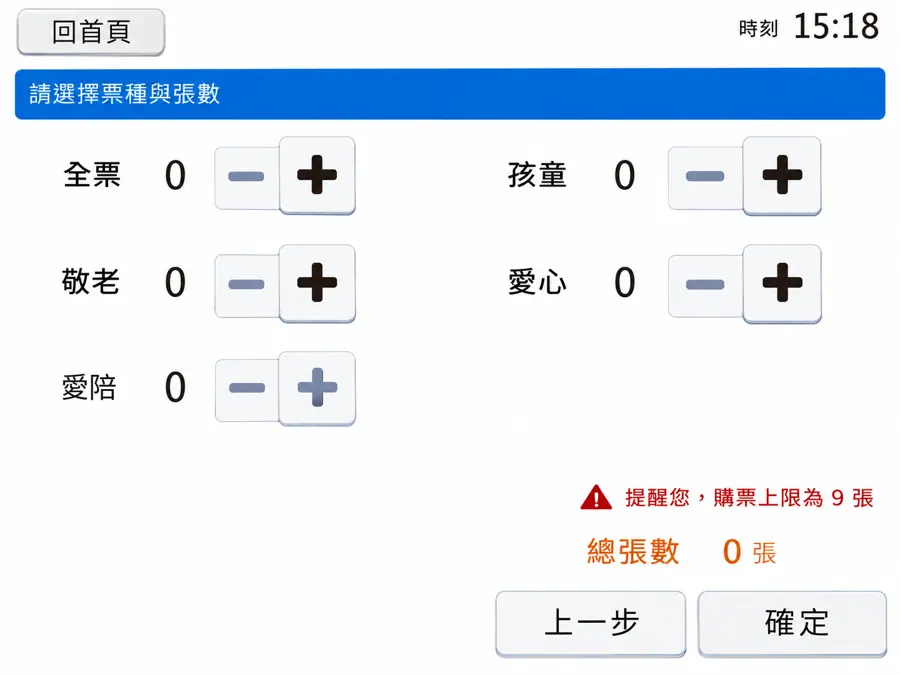 回首頁
時刻 15:18
請選擇票種與張數
全票 0
孩童 0
敬老 0
愛心 0
愛陪 0
提醒您，購票上限為 9 張
總張數 0 張
上一步
確定